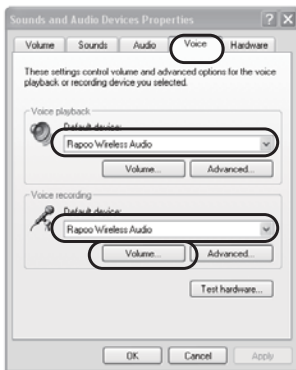 Sounds and Audio Devices Properties
Volume Sounds Audio Voice Hardware
These settings control volume and advanced options for the voice
playback or recording device you selected.
Voice playback
Default device:
Rapoo Wireless Audio
Volume... Advanced...
Voice recording
Default device:
Rapoo Wireless Audio
Volume... Advanced...
Test hardware...
OK Cancel Apply